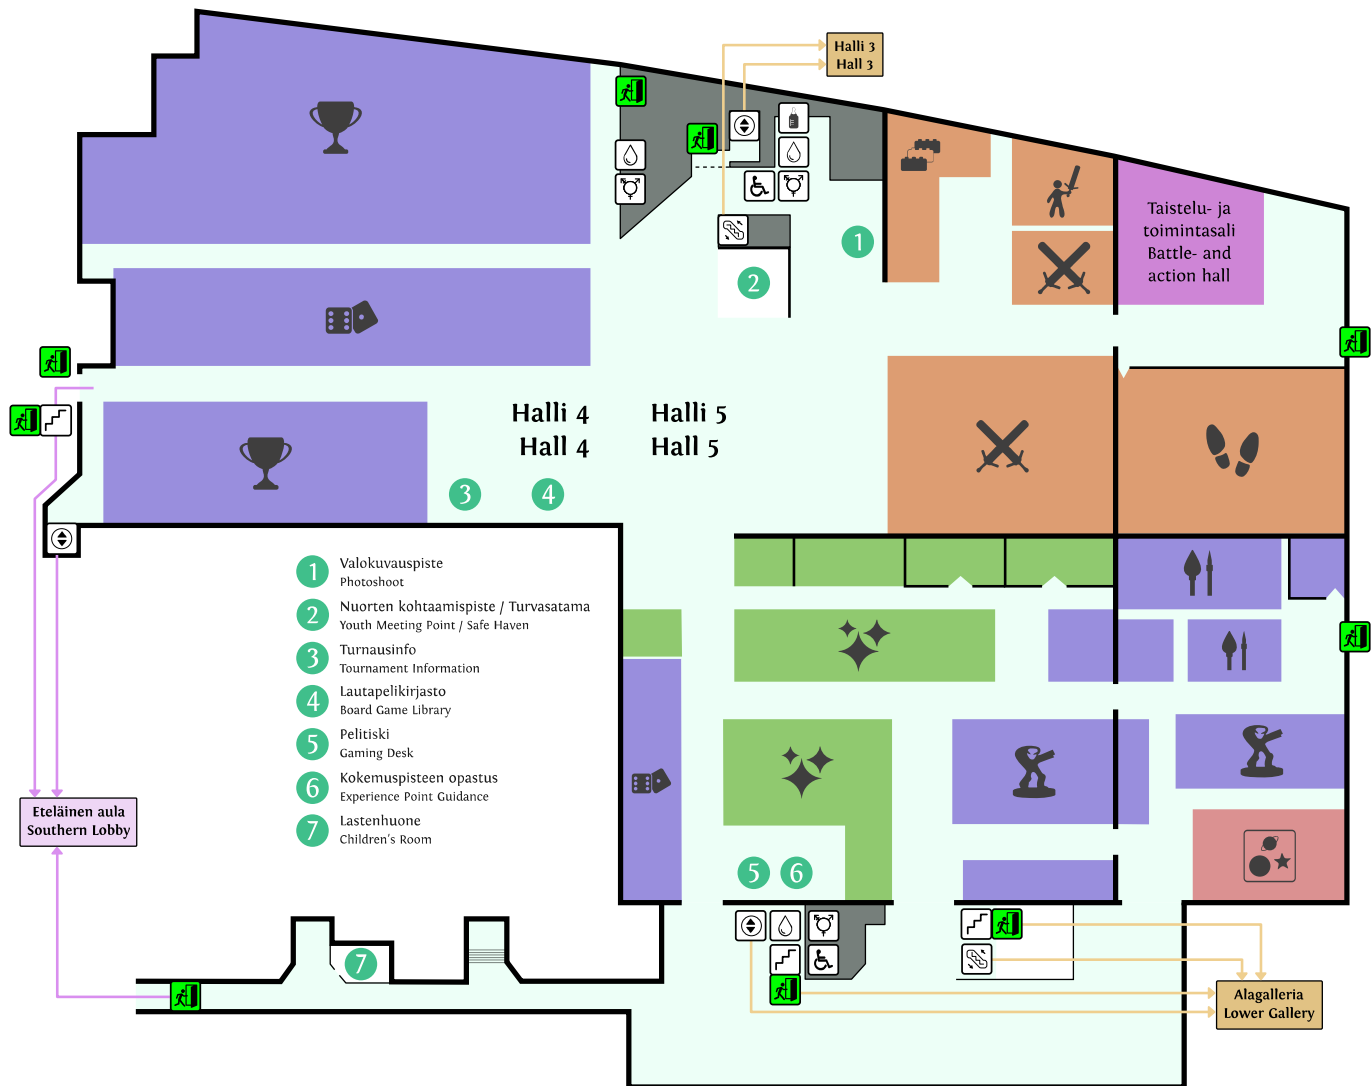 Halli 3
Hall 3
1
2
Taistelu- ja
toimintasali
Battle- and
action hall
Halli 4
Hall 4
Halli 5
Hall 5
3
4
1
Valokuvauspiste
Photoshoot
2
Nuorten kohtaamispiste / Turvasatama
Youth Meeting Point / Safe Haven
3
Turnausinfo
Tournament Information
4
Lautapelikirjasto
Board Game Library
5
Pelitiski
Gaming Desk
6
Kokemuspisteen opastus
Experience Point Guidance
7
Lastenhuone
Children's Room
Eteläinen aula
Southern Lobby
5
6
7
Alagalleria
Lower Gallery